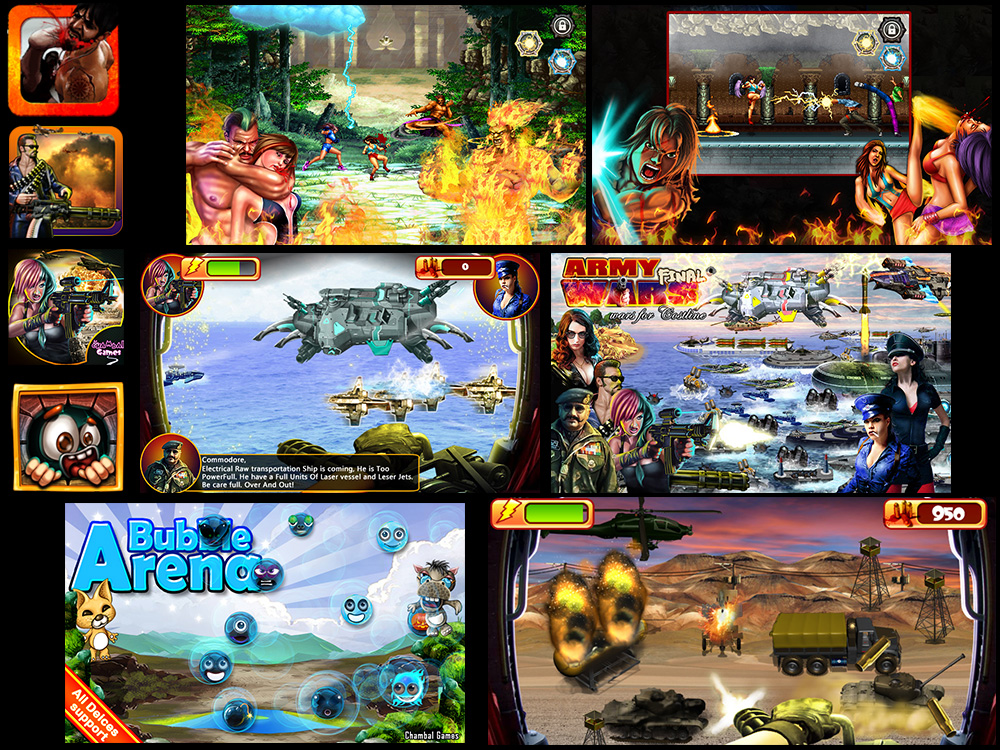 Chambal
Games
0
ARMY
FINAL
WARS
wars for Costline
Commodore,
Electrical Raw transportation Ship is coming. He is Too
PowerFull. He have a Full Units Of Laser vessel and Leser Jets.
Be care full. Over And Out!
Bubble
Arena
All Deices
support
Chambal Games
950